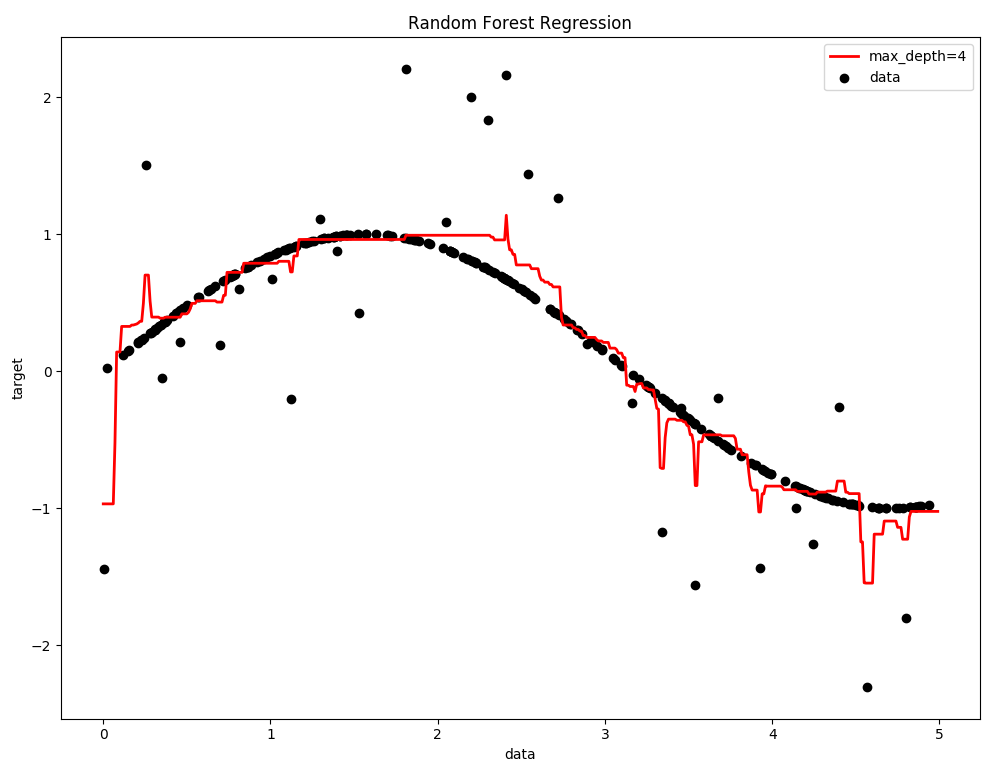 Random Forest Regression
max_depth=4
data
target
2
1
0
−1
−2
0
1
2
3
4
5
data